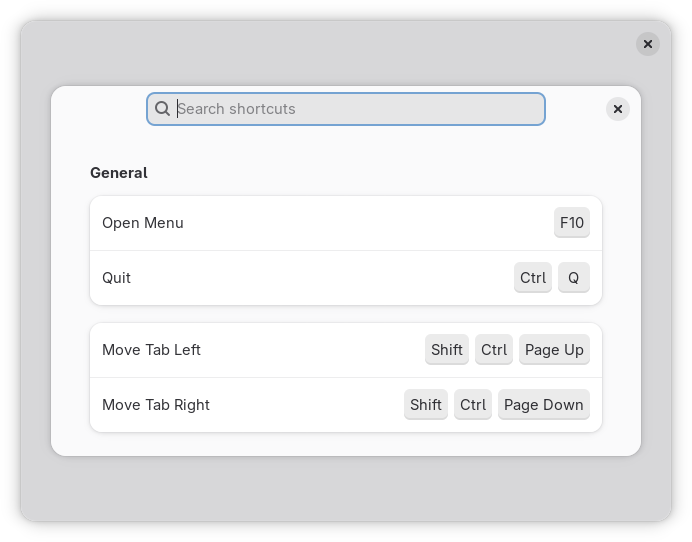 Search shortcuts
General
Open Menu F10
Quit Ctrl Q
Move Tab Left Shift Ctrl Page Up
Move Tab Right Shift Ctrl Page Down